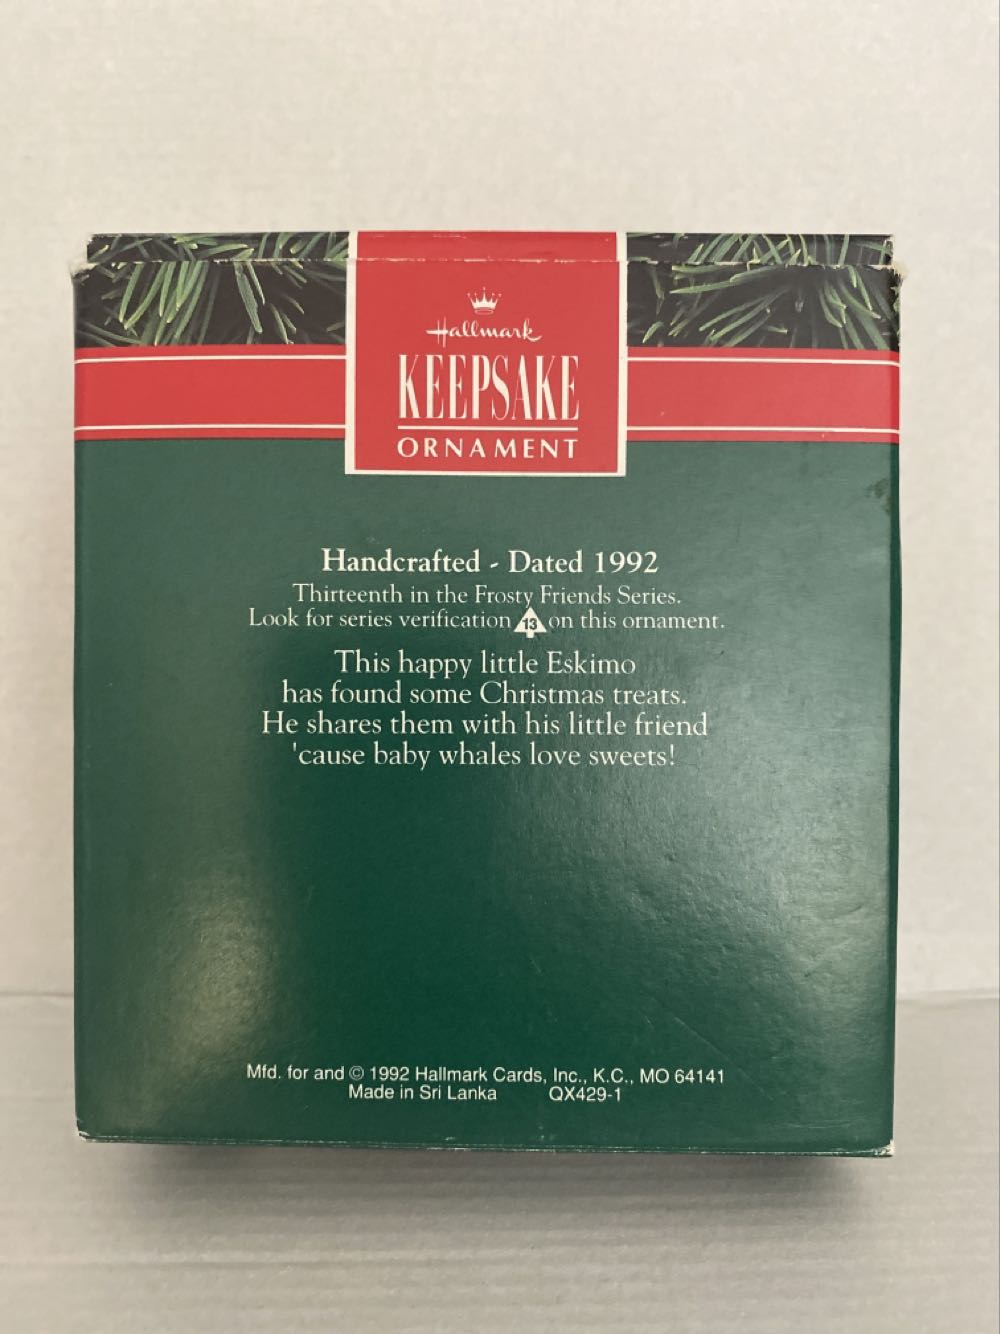 Hallmark
KEEPSAKE
ORNAMENT
Handcrafted - Dated 1992
Thirteenth in the Frosty Friends Series.
Look for series verification 13 on this ornament.
This happy little Eskimo
has found some Christmas treats.
He shares them with his little friend
'cause baby whales love sweets!
Mfd. for and © 1992 Hallmark Cards, Inc., K.C., MO 64141
Made in Sri Lanka QX429-1